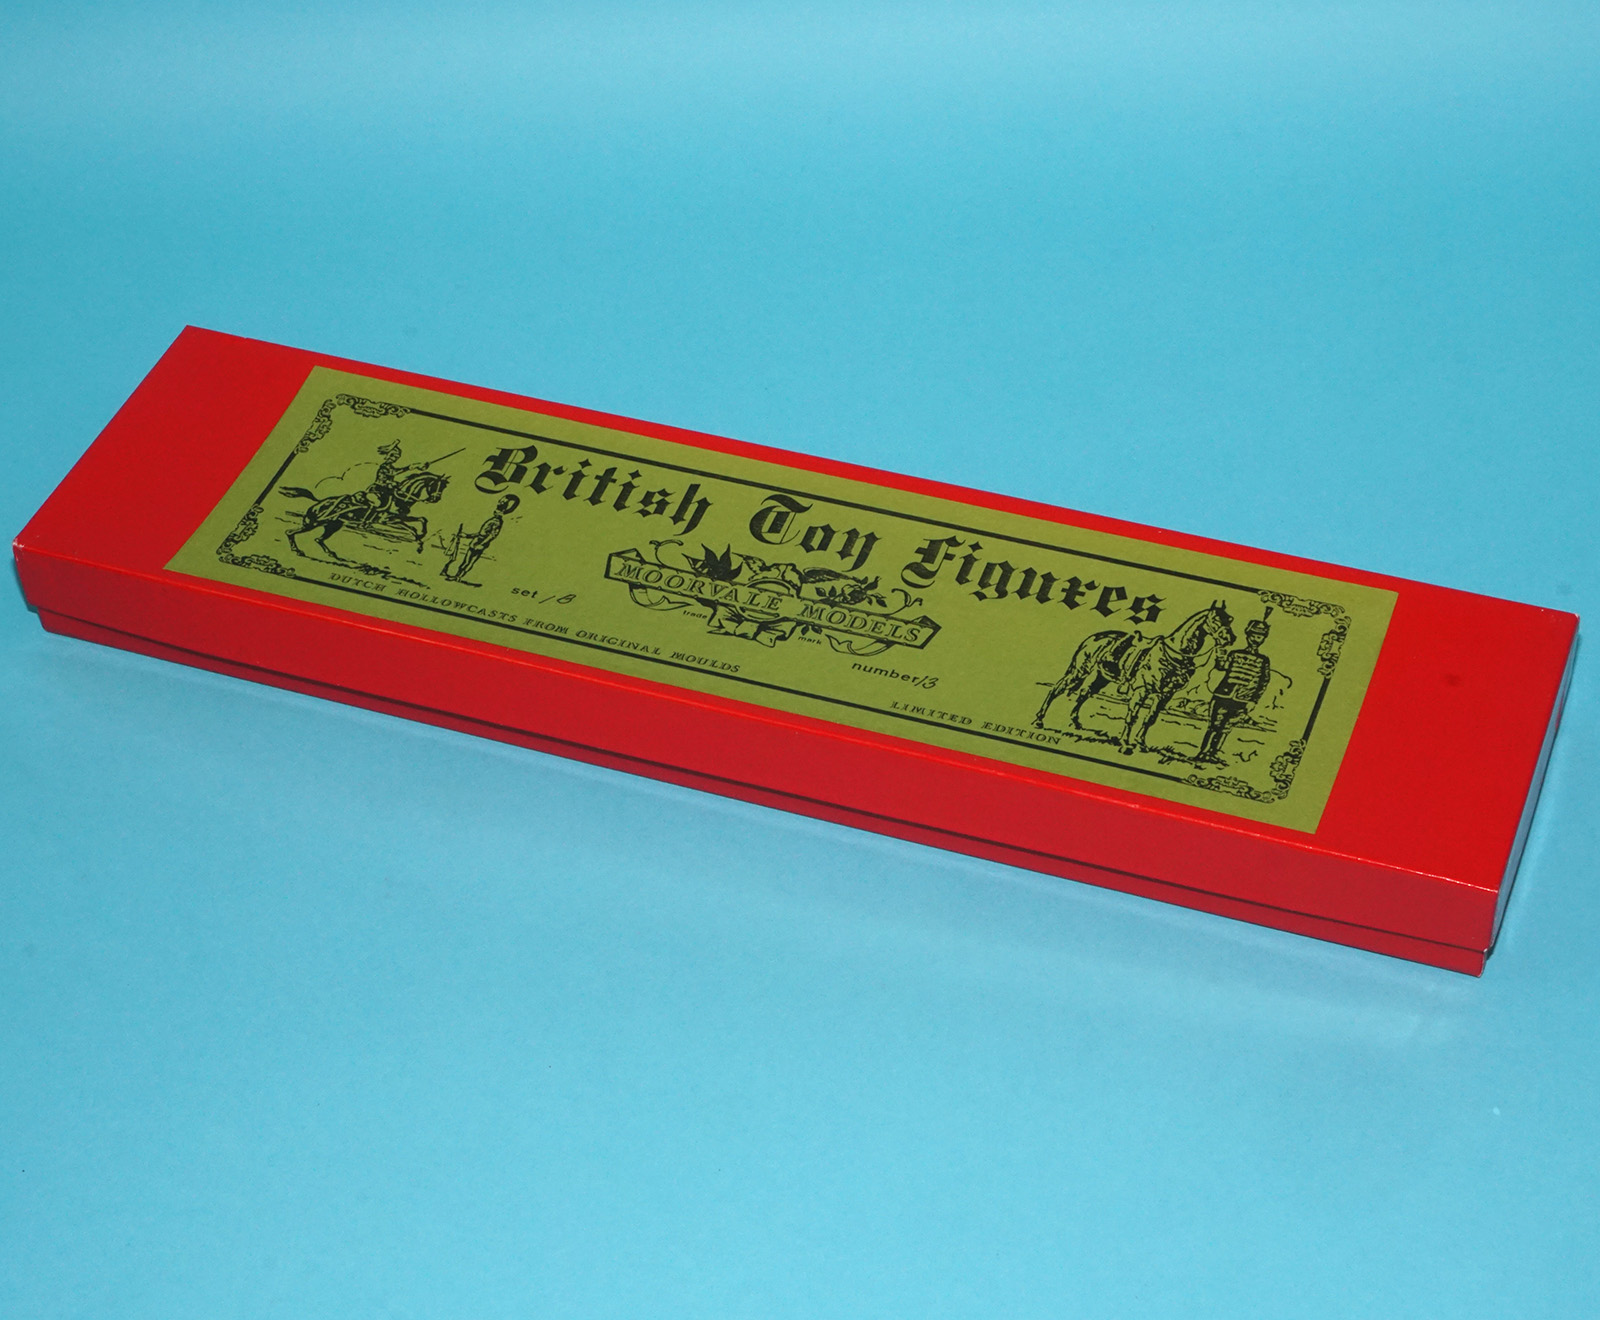 British Toy Figures
MOORVALE MODELS
trade mark
set /8
number/3
DUTCH HOLLOWCASTS FROM ORIGINAL MOULDS
LIMITED EDITION